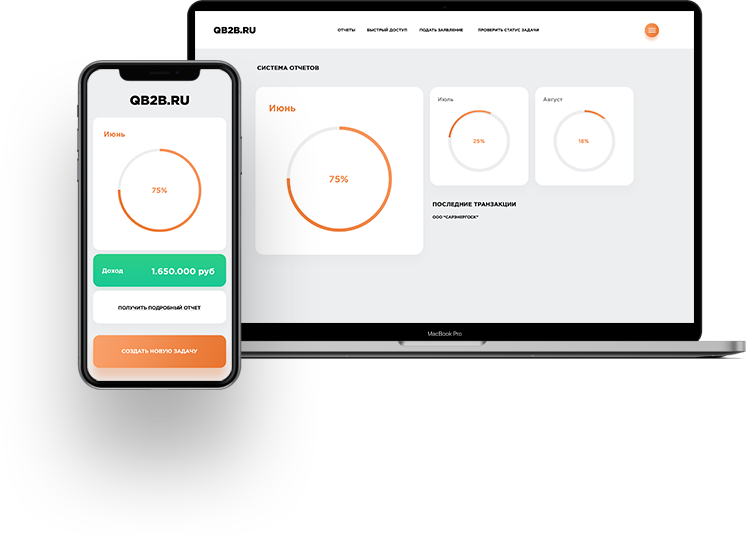 QB2B.RU
ОТЧЕТЫ БЫСТРЫЙ ДОСТУП ПОДАТЬ ЗАЯВЛЕНИЕ ПРОВЕРИТЬ СТАТУС ЗАДАЧИ
СИСТЕМА ОТЧЕТОВ
Июнь
75%
Июль
25%
Август
18%
ПОСЛЕДНИЕ ТРАНЗАКЦИИ
ООО "САРЭНЕРГОСК"
MacBook Pro
QB2B.RU
Июнь
75%
Доход 1.650.000 руб
ПОЛУЧИТЬ ПОДРОБНЫЙ ОТЧЕТ
СОЗДАТЬ НОВУЮ ЗАДАЧУ